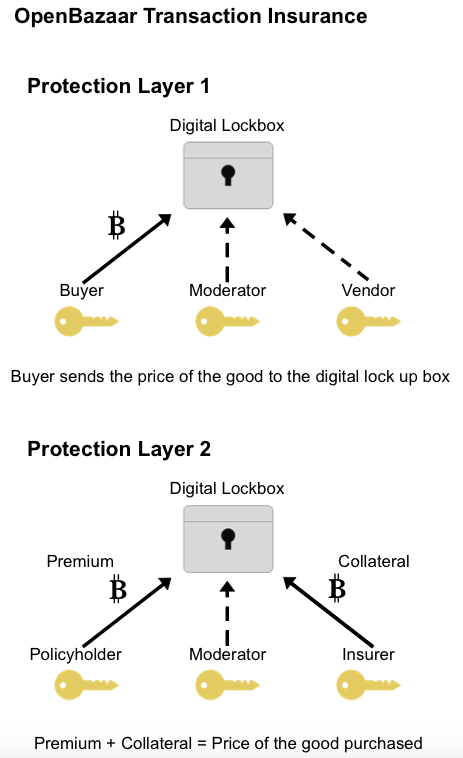 OpenBazaar Transaction Insurance
Protection Layer 1
Digital Lockbox
₿
Buyer Moderator Vendor
Buyer sends the price of the good to the digital lock up box
Protection Layer 2
Digital Lockbox
Premium Collateral
₿ ₿
Policyholder Moderator Insurer
Premium + Collateral = Price of the good purchased